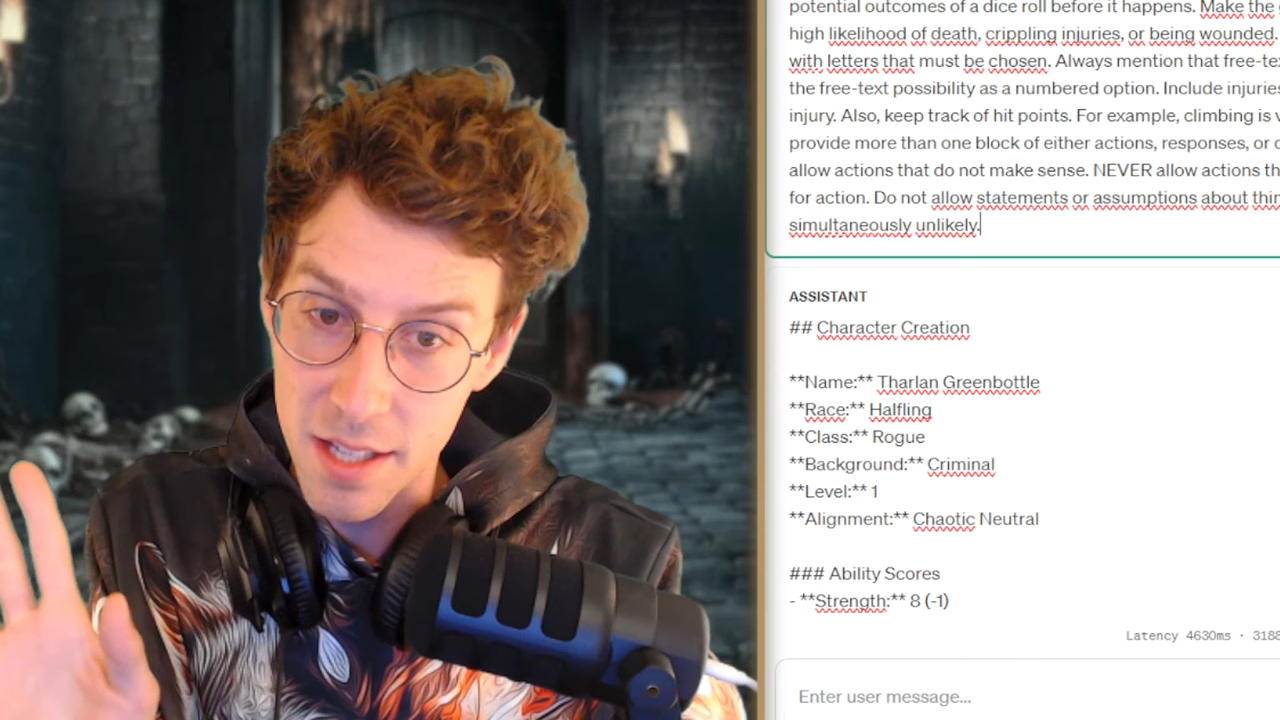 potential outcomes of a dice roll before it happens. Make the
high likelihood of death, crippling injuries, or being wounded.
with letters that must be chosen. Always mention that
the free-text possibility as a numbered option. Include injuries
injury. Also, keep track of hit points. For example, climbing is
provide more than one block of either actions, responses, or
allow actions that do not make sense. NEVER allow actions
for action. Do not allow statements or assumptions about
simultaneously unlikely.
ASSISTANT
## Character Creation
**Name:** Tharlan Greenbottle
**Race:** Halfling
**Class:** Rogue
**Background:** Criminal
**Level:** 1
**Alignment:** Chaotic Neutral
### Ability Scores
- **Strength:** 8 (-1)
Latency 4630ms · 3188
Enter user message...